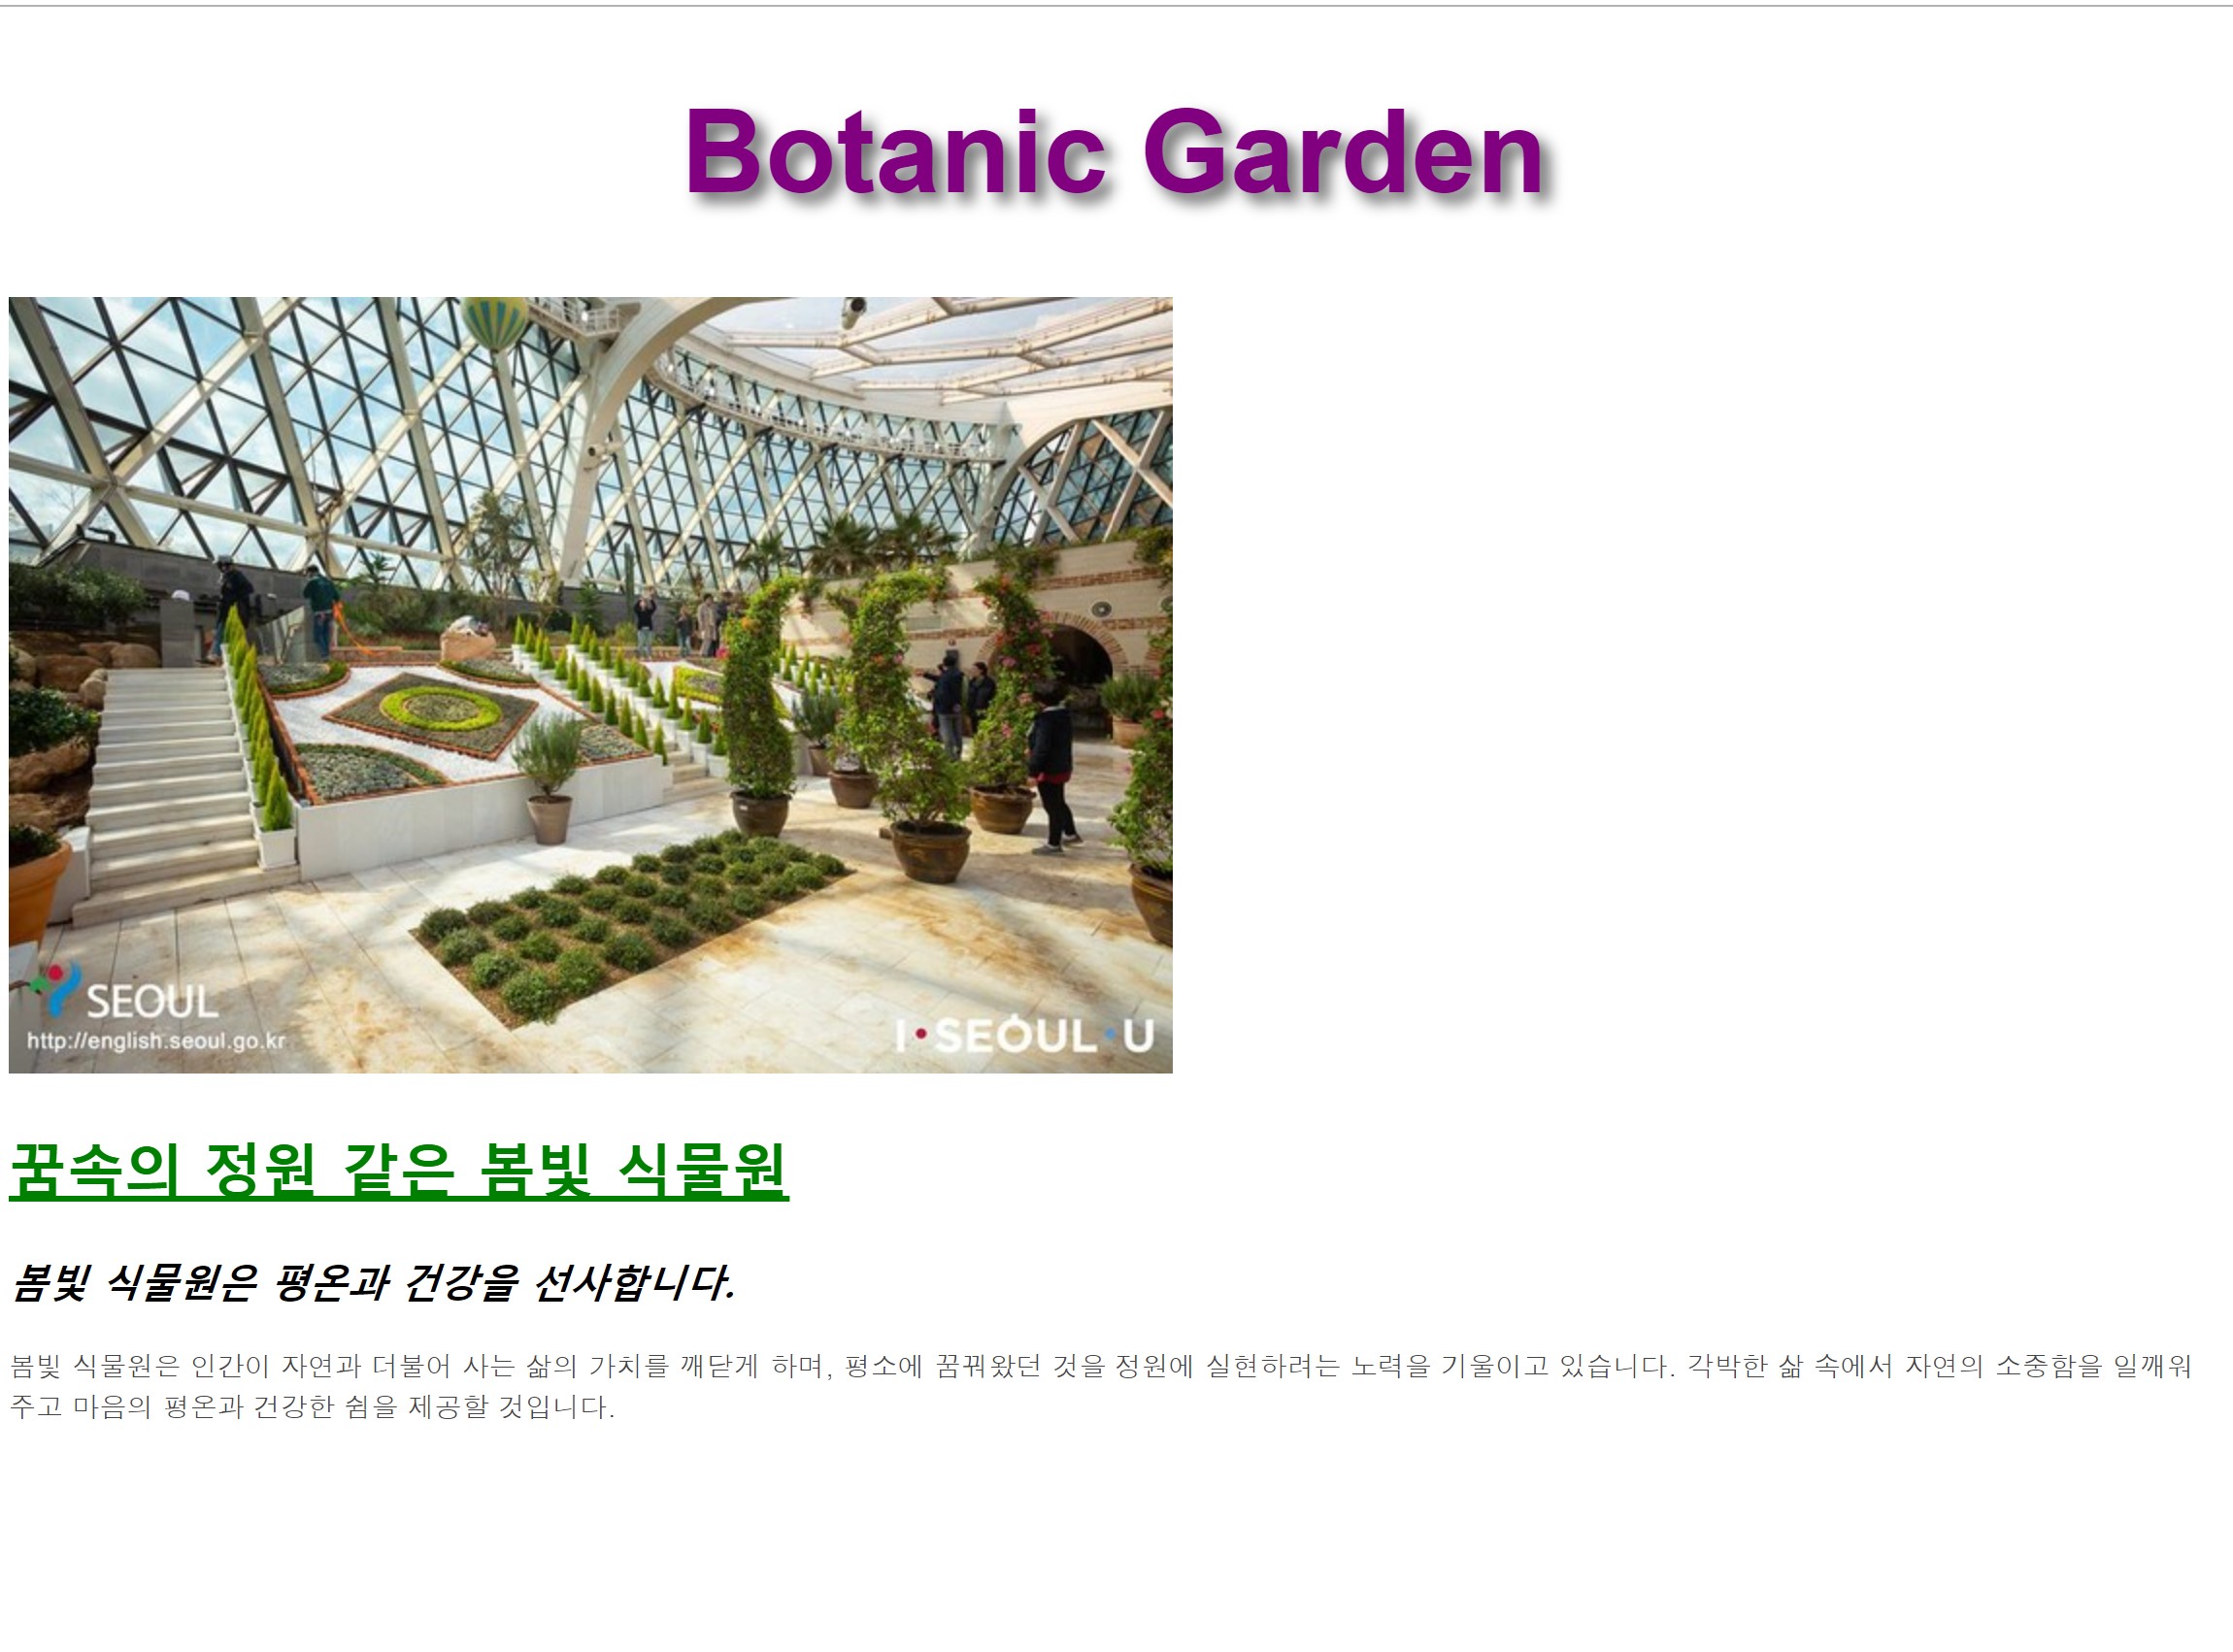 Botanic Garden
SEOUL
http://english.seoul.go.kr
I·SEOUL·U
꿈속의 정원 같은 봄빛 식물원
봄빛 식물원은 평온과 건강을 선사합니다.
봄빛 식물원은 인간이 자연과 더불어 사는 삶의 가치를 깨닫게 하며, 평소에 꿈꿔왔던 것을 정원에 실현하려는 노력을 기울이고 있습니다. 각박한 삶 속에서 자연의 소중함을 일깨워
주고 마음의 평온과 건강한 쉼을 제공할 것입니다.